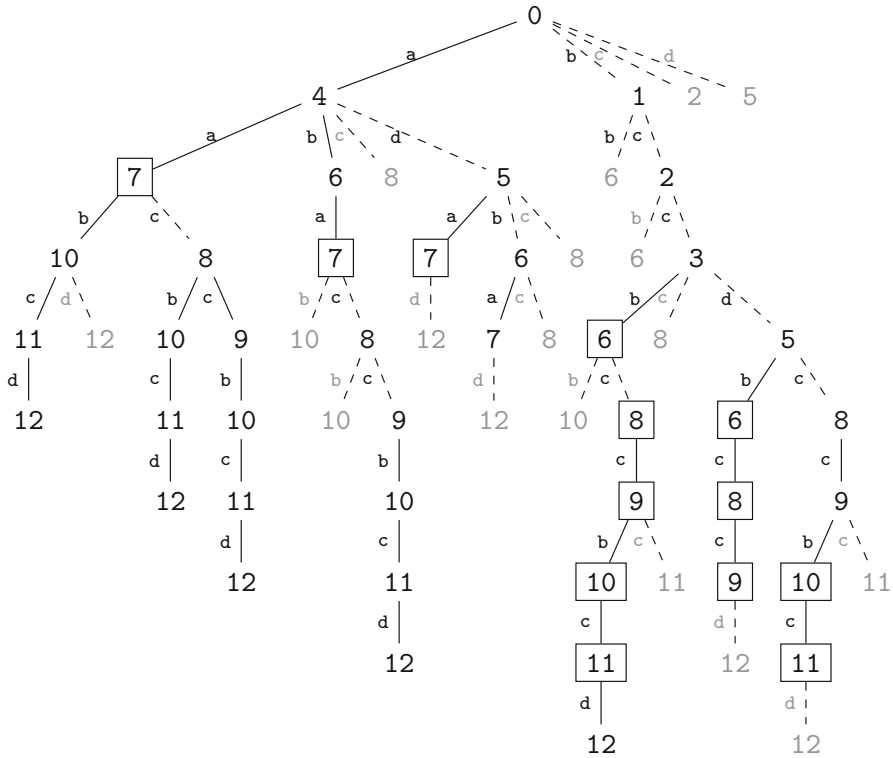 0
a b c d
4 1 2 5
a b c d b c
7 6 8 5 6 2
b c a a b c b c
10 8 7 7 6 8 6 3
c d b c b c d a c b c d
11 12 10 9 10 8 12 7 8 6 8 5
d c b b c d b c b c
12 11 10 10 9 12 10 8 6 8
d c b c c c
12 11 10 9 8 9
d c b c c b c
12 11 10 11 9 10 11
d c d c
12 11 12 11
d d
12 12